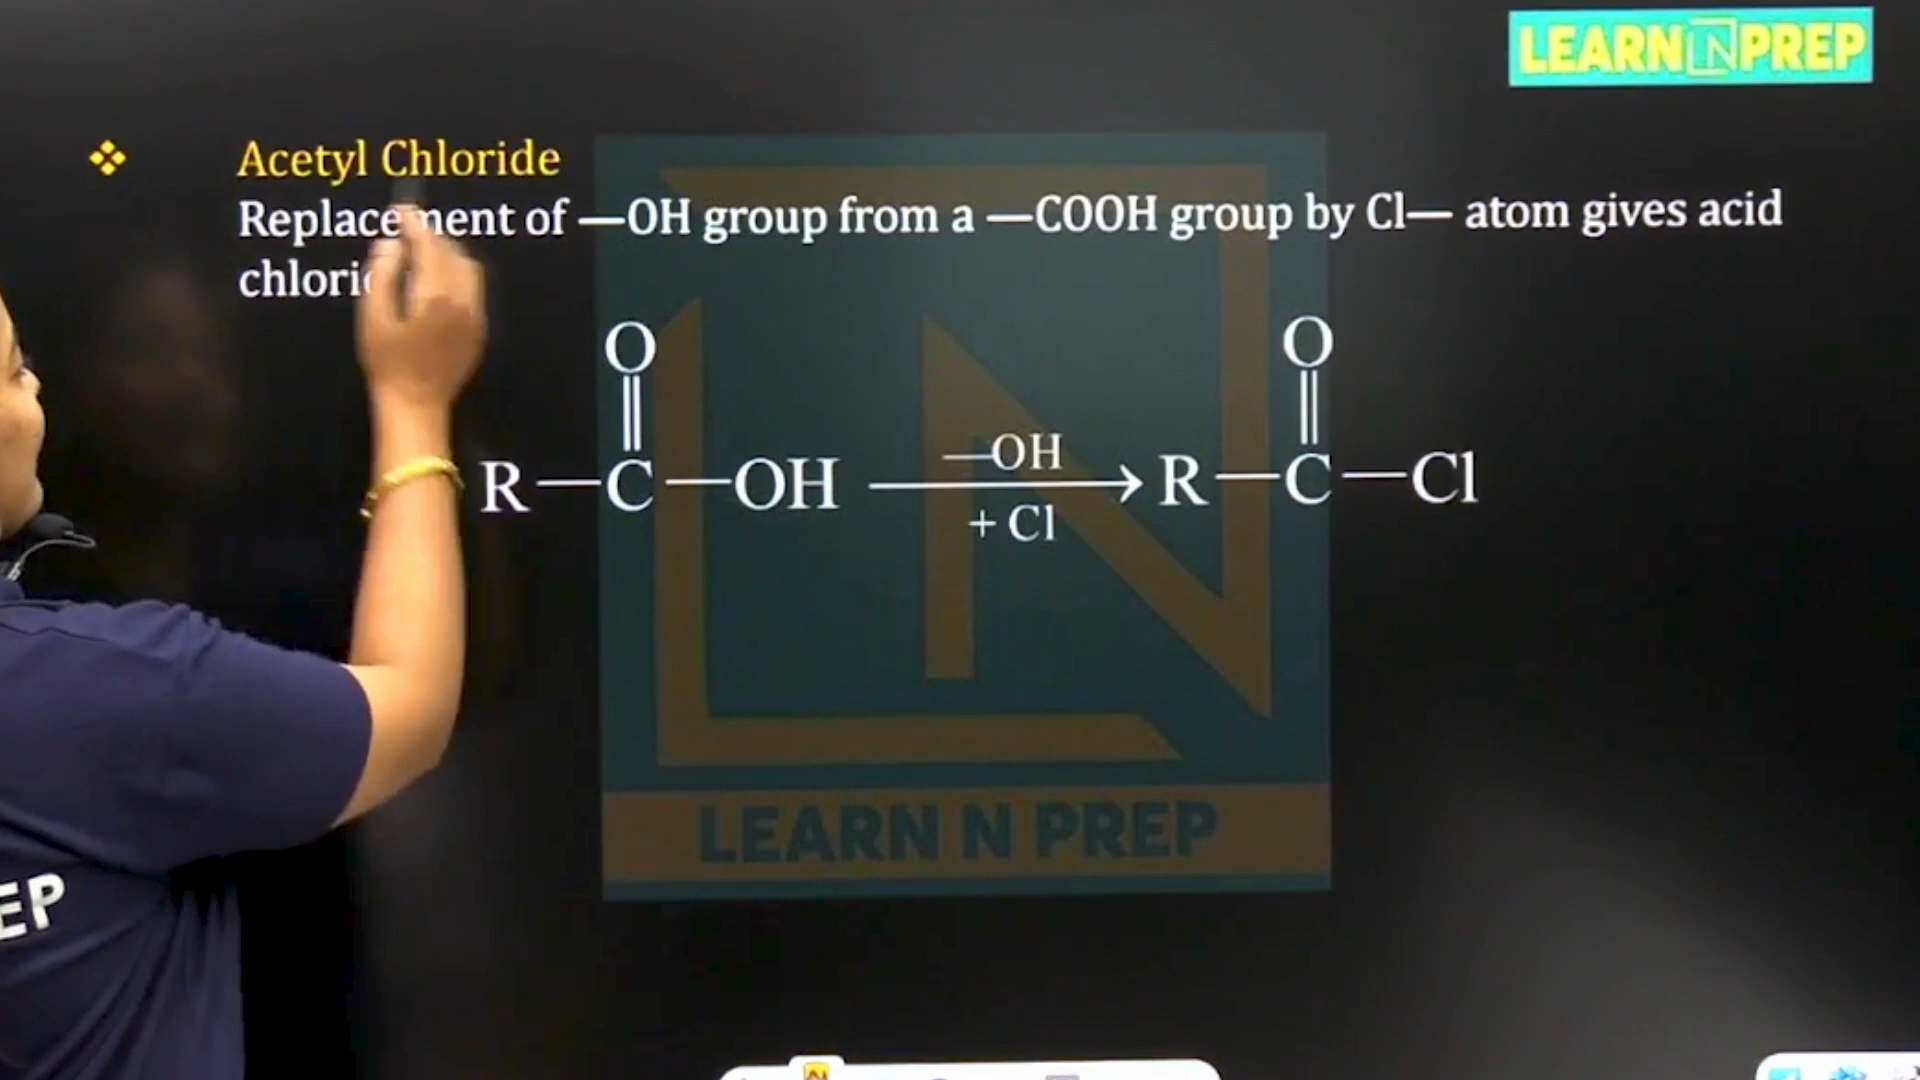 LEARN N PREP
Acetyl Chloride
Replacement of —OH group from a —COOH group by Cl— atom gives acid
O O
—OH
R—C—OH R—C—Cl
+ Cl
LEARN N PREP
EP